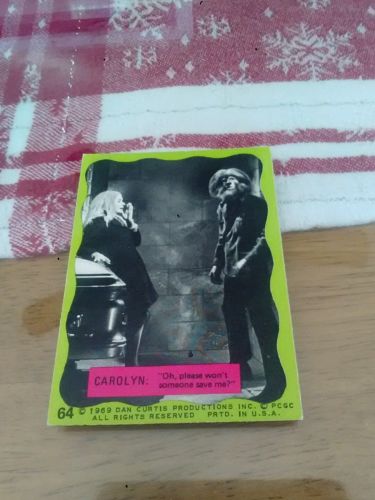 CAROLYN: "Oh, please won't
someone save me?"
64 © 1969 DAN CURTIS PRODUCTIONS INC. © PCGC
ALL RIGHTS RESERVED PRTD. IN U.S.A.